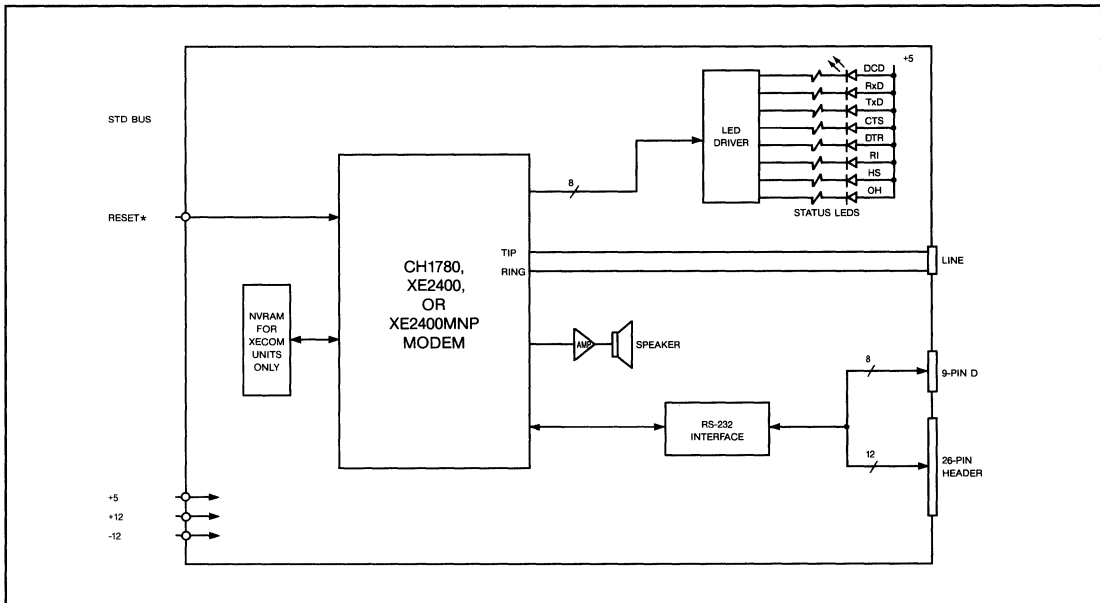 STD BUS
RESET*
+5
+12
-12
NVRAM
FOR
XECOM
UNITS
ONLY
CH1780,
XE2400,
OR
XE2400MNP
MODEM
8
LED
DRIVER
+5
DCD
RxD
TxD
CTS
DTR
RI
HS
OH
STATUS LEDS
TIP
RING
LINE
AMP
SPEAKER
RS-232
INTERFACE
8
9-PIN D
12
26-PIN
HEADER